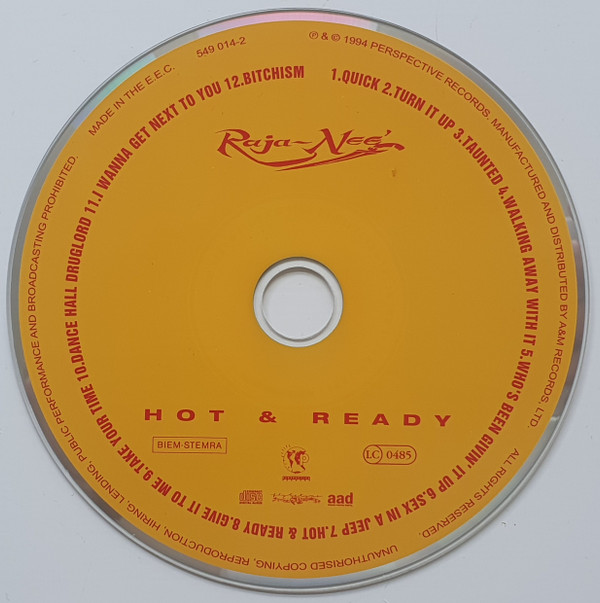 MADE IN THE E.E.C. 549 014-2 ℗ & © 1994 PERSPECTIVE RECORDS, MANUFACTURED AND DISTRIBUTED BY A&M RECORDS, LTD. ALL RIGHTS RESERVED. UNAUTHORISED COPYING, REPRODUCTION, HIRING, LENDING, PUBLIC PERFORMANCE AND BROADCASTING PROHIBITED.
1.QUICK 2.TURN IT UP 3.TAUNTED 4.WALKING AWAY WITH IT 5.WHO'S BEEN GIVIN' IT UP 6.SEX IN A JEEP 7.HOT & READY 8.GIVE IT TO ME 9.TAKE YOUR TIME 10.DANCE HALL DRUGLORD 11.I WANNA GET NEXT TO YOU 12.BITCHISM
Raja-Neé
HOT & READY
BIEM-STEMRA
LC 0485
aad